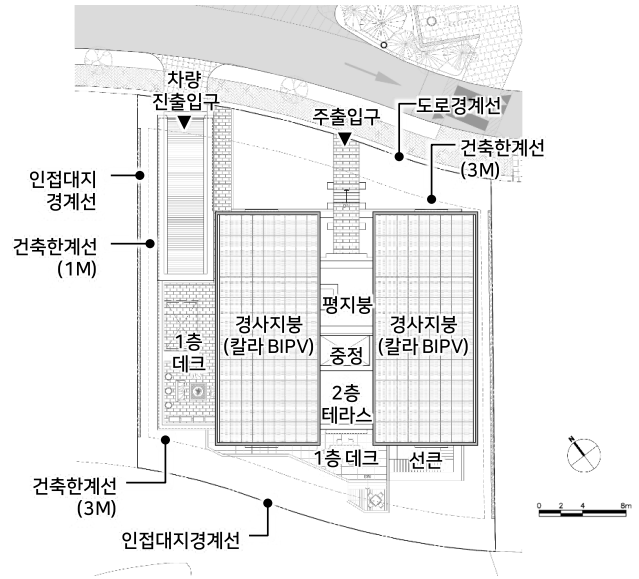 차량
진출입구
주출입구
도로경계선
건축한계선
(3M)
인접대지
경계선
건축한계선
(1M)
평지붕
경사지붕
(칼라 BIPV)
경사지붕
(칼라 BIPV)
1층
데크
중정
2층
테라스
1층 데크
선큰
건축한계선
(3M)
인접대지경계선
N
0 2 4 8m